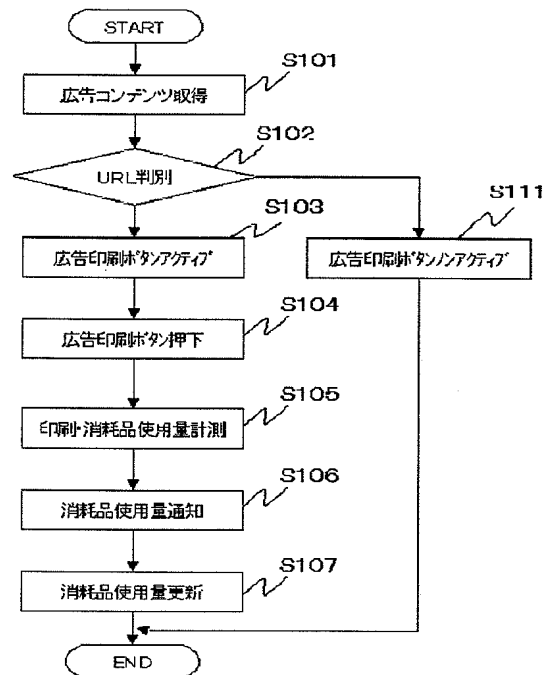 START
S101
広告コンテンツ取得
S102
URL判別
S103
広告印刷ボタンアクティブ
S111
広告印刷ボタンノンアクティブ
S104
広告印刷ボタン押下
S105
印刷・消耗品使用量計測
S106
消耗品使用量通知
S107
消耗品使用量更新
END